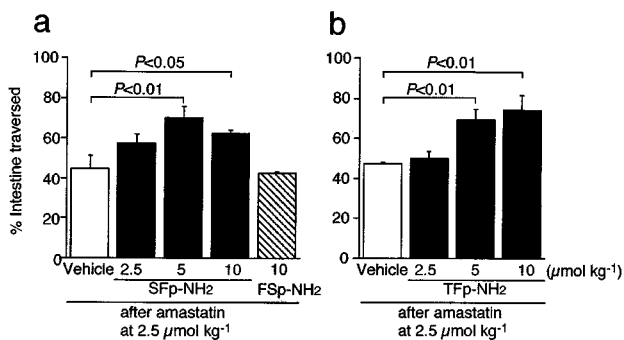 a
b
% Intestine traversed
100
80
60
40
20
0
P<0.05
P<0.01
Vehicle 2.5 5 10 10
SFp-NH2 FSp-NH2
after amastatin
at 2.5 µmol kg-1
100
80
60
40
20
0
P<0.01
P<0.01
Vehicle 2.5 5 10 (µmol kg-1)
TFp-NH2
after amastatin
at 2.5 µmol kg-1